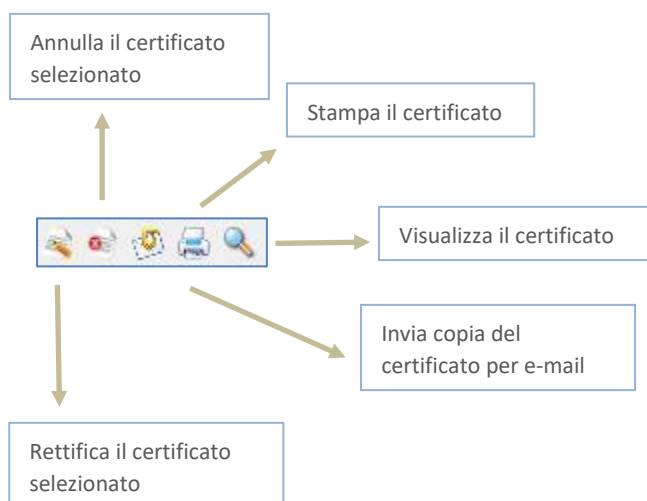 Annulla il certificato
selezionato
Stampa il certificato
Visualizza il certificato
Invia copia del
certificato per e-mail
Rettifica il certificato
selezionato